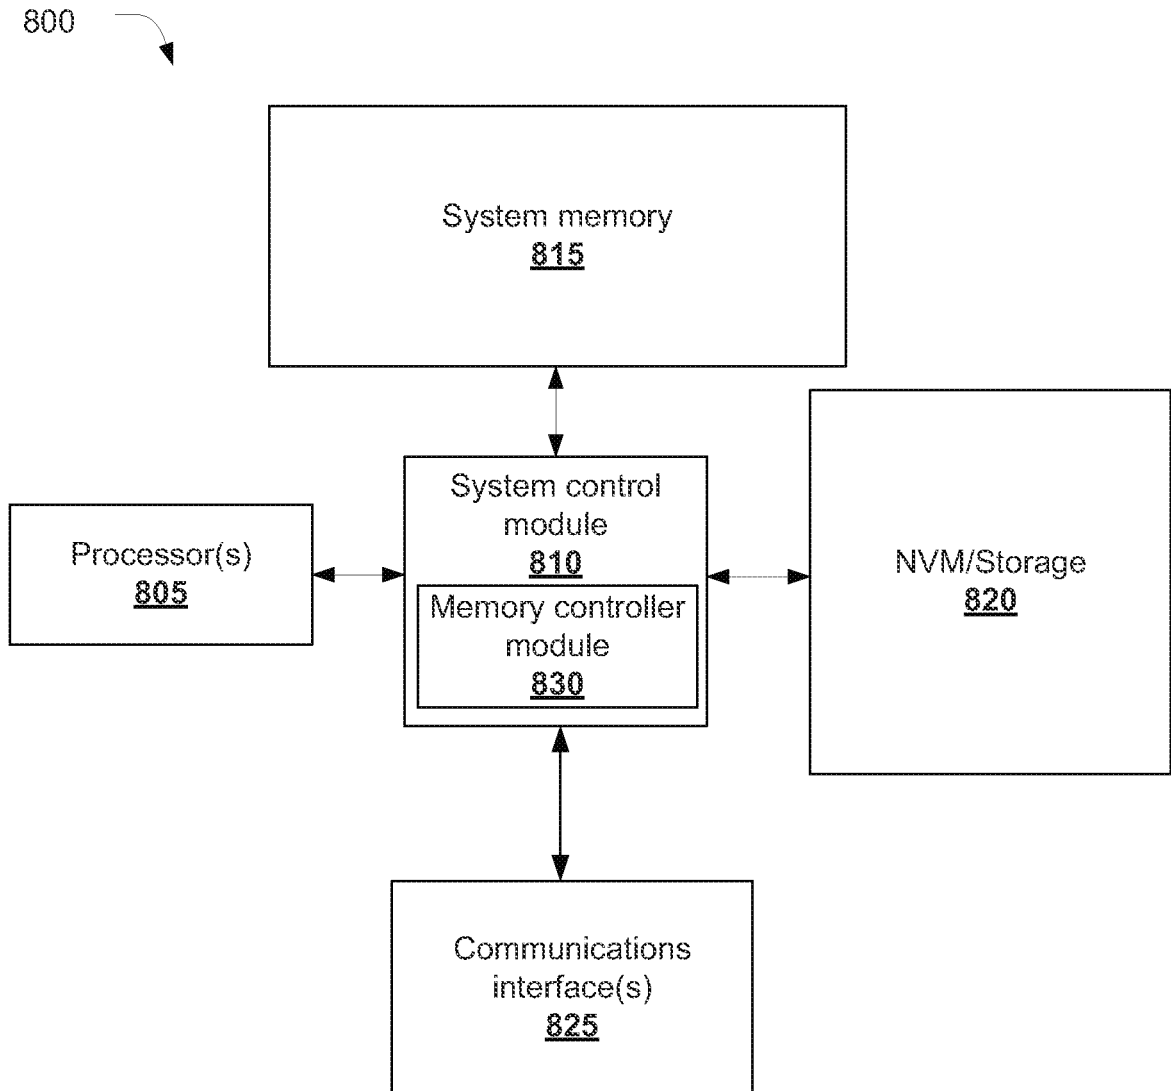 800
System memory
815
System control
module
810
Processor(s)
805
Memory controller
module
830
NVM/Storage
820
Communications
interface(s)
825